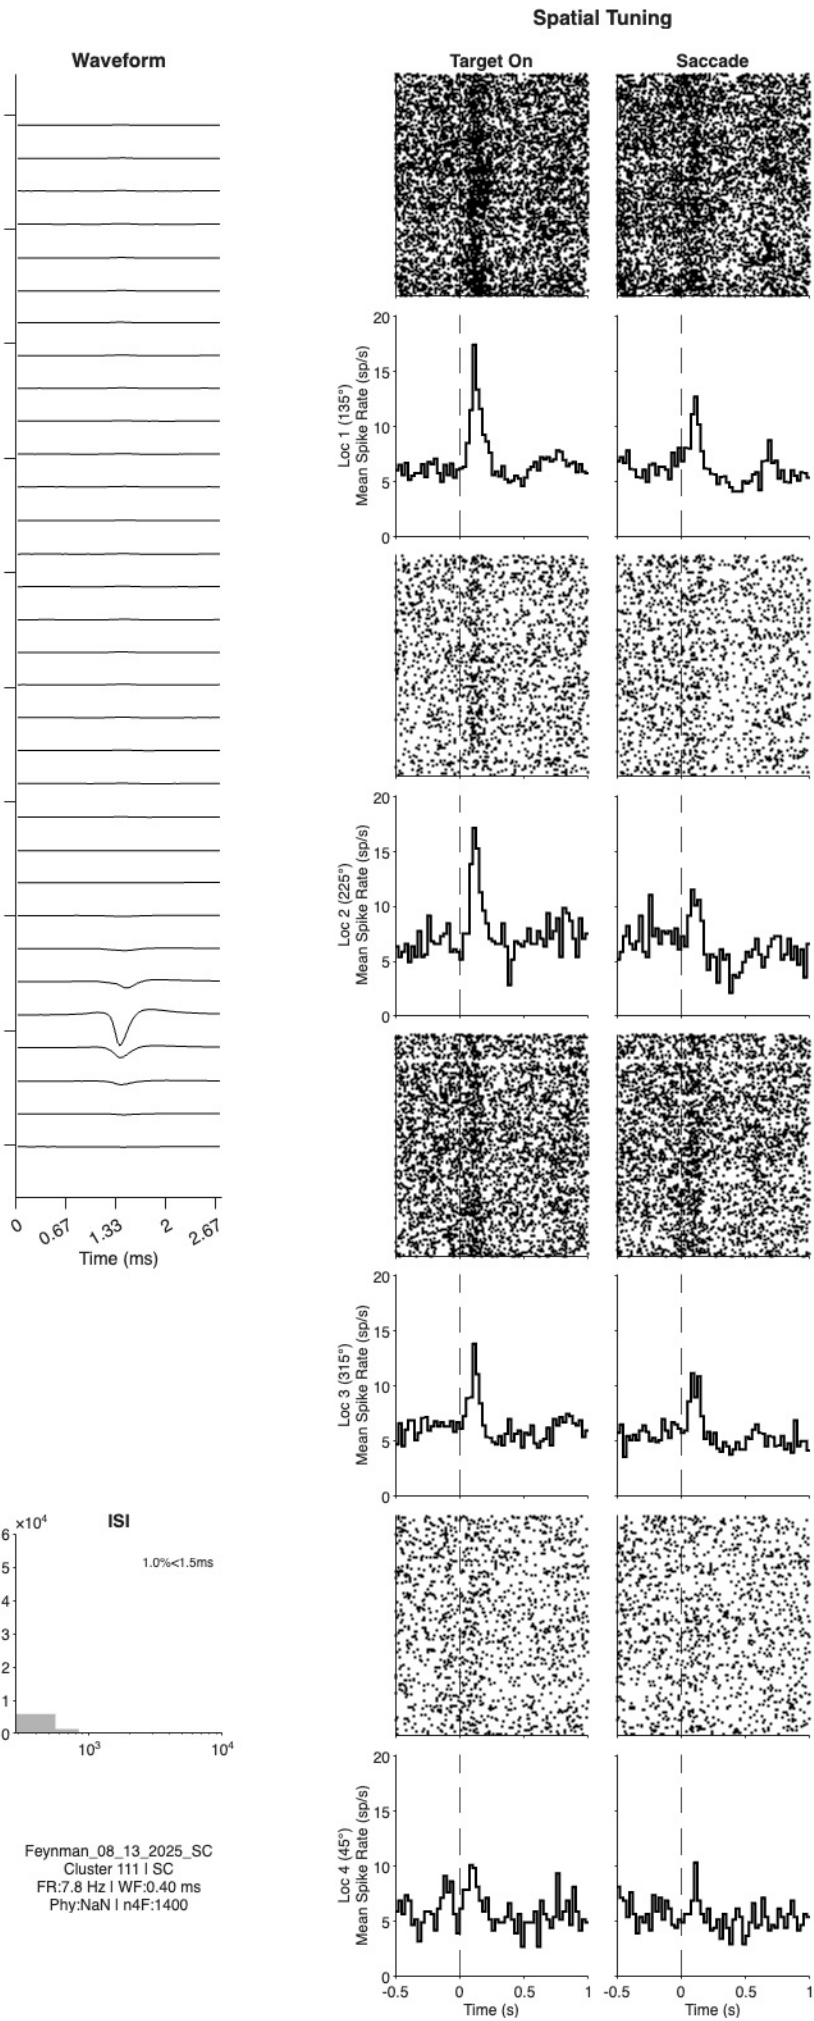 Spatial Tuning
Waveform
Target On
Saccade
0
0.67
1.33
2
2.67
Time (ms)
Loc 1 (135°)
Mean Spike Rate (sp/s)
20
15
10
5
0
Loc 2 (225°)
Mean Spike Rate (sp/s)
20
15
10
5
0
Loc 3 (315°)
Mean Spike Rate (sp/s)
20
15
10
5
0
×10⁴
ISI
1.0%<1.5ms
6
5
4
3
2
1
0
10³
10⁴
Feynman_08_13_2025_SC
Cluster 111 | SC
FR:7.8 Hz | WF:0.40 ms
Phy:NaN | n4F:1400
Loc 4 (45°)
Mean Spike Rate (sp/s)
20
15
10
5
0
-0.5 0 0.5 1
Time (s)
-0.5 0 0.5 1
Time (s)